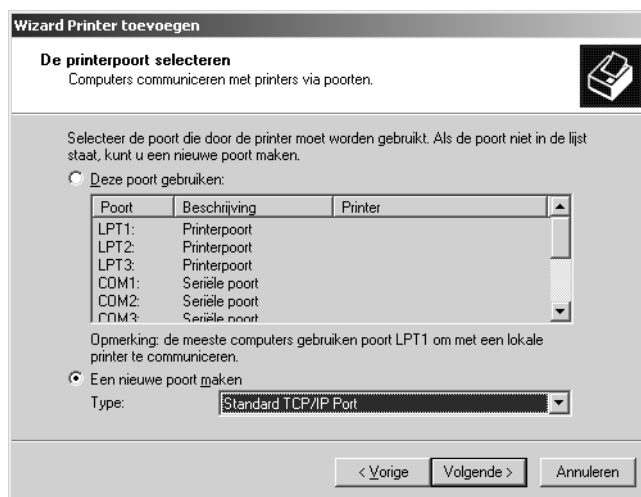 Wizard Printer toevoegen
De printerpoort selecteren
Computers communiceren met printers via poorten.
Selecteer de poort die door de printer moet worden gebruikt. Als de poort niet in de lijst
staat, kunt u een nieuwe poort maken.
Deze poort gebruiken:
Poort Beschrijving Printer
LPT1: Printerpoort
LPT2: Printerpoort
LPT3: Printerpoort
COM1: Seriële poort
COM2: Seriële poort
COM3: Seriële poort
Opmerking: de meeste computers gebruiken poort LPT1 om met een lokale
printer te communiceren.
Een nieuwe poort maken
Type: Standard TCP/IP Port
< Vorige Volgende > Annuleren